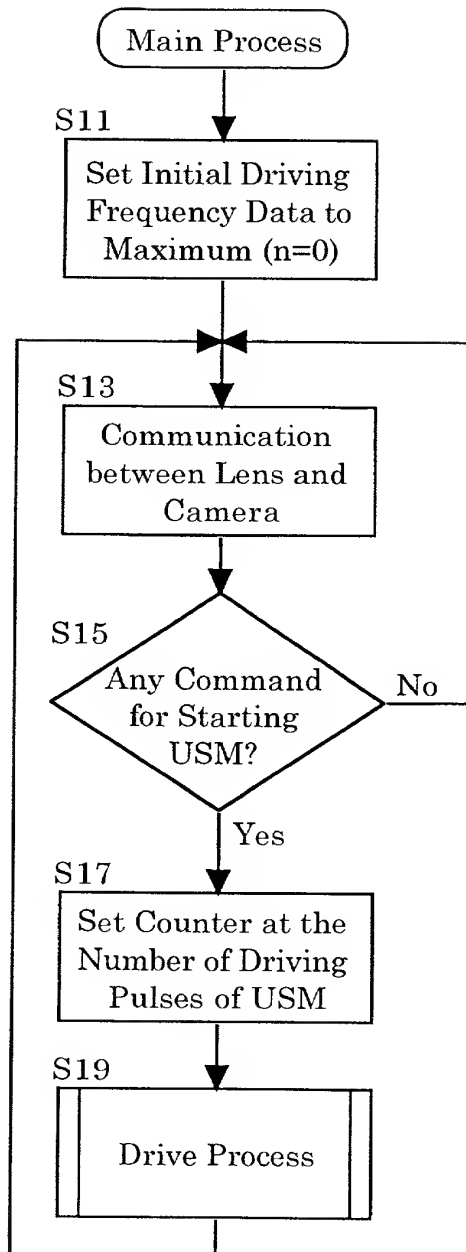 Main Process
S11
Set Initial Driving
Frequency Data to
Maximum (n=0)
S13
Communication
between Lens and
Camera
S15
Any Command
for Starting
USM?
No
Yes
S17
Set Counter at the
Number of Driving
Pulses of USM
S19
Drive Process